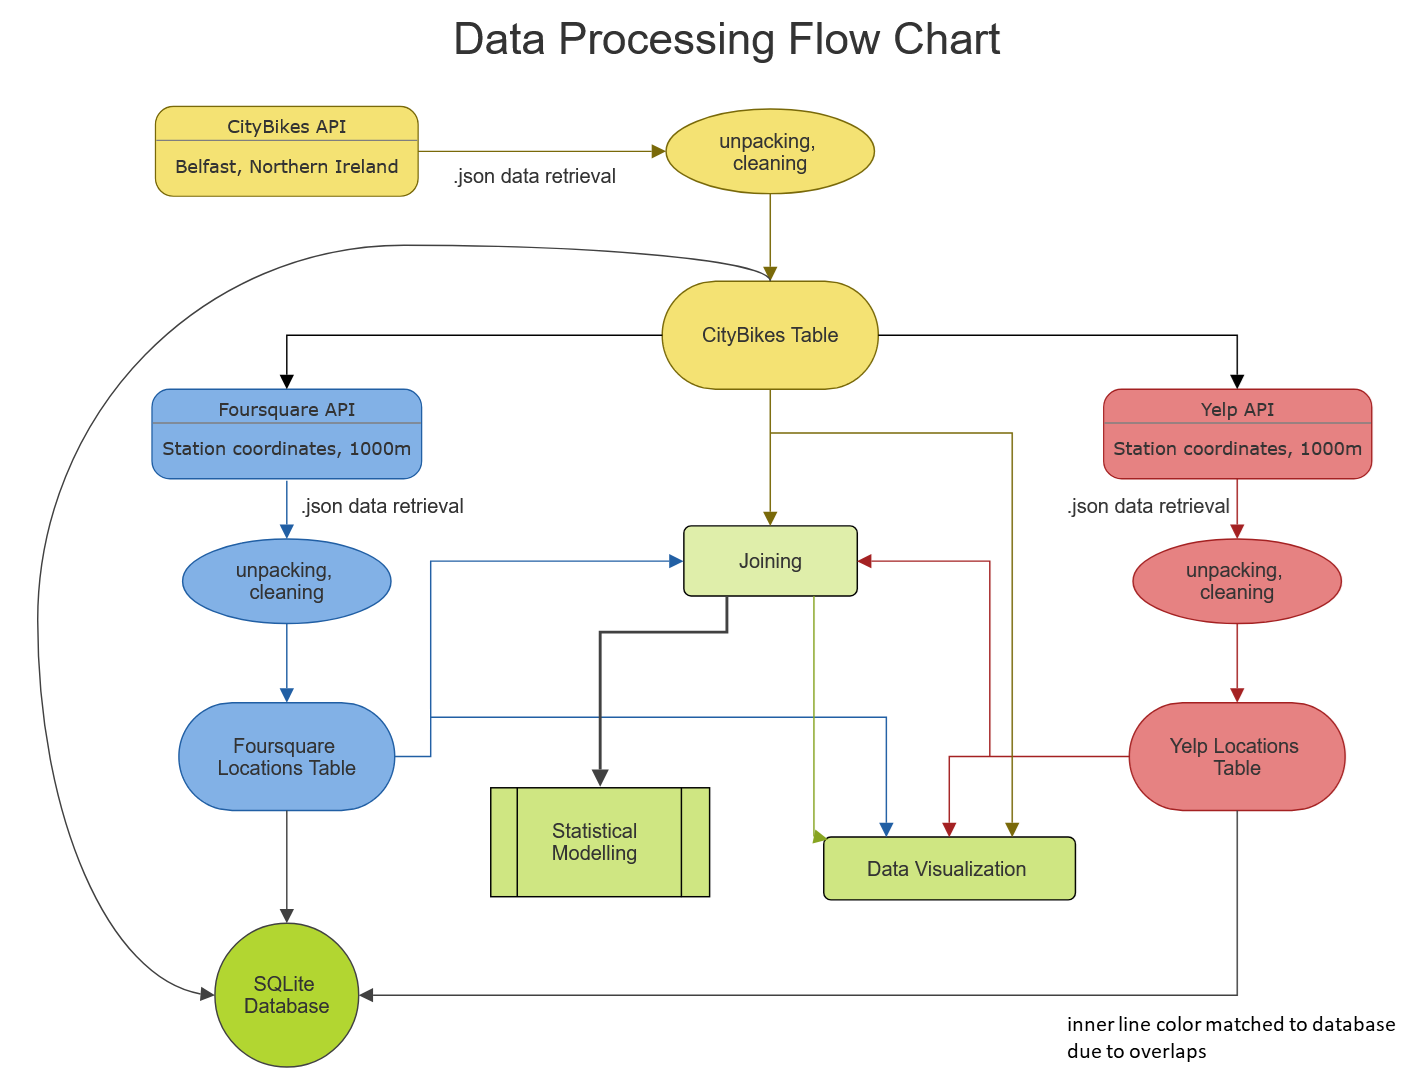 Data Processing Flow Chart
CityBikes API
Belfast, Northern Ireland
.json data retrieval
unpacking,
cleaning
CityBikes Table
Foursquare API
Station coordinates, 1000m
.json data retrieval
unpacking,
cleaning
Foursquare
Locations Table
Yelp API
Station coordinates, 1000m
.json data retrieval
unpacking,
cleaning
Yelp Locations
Table
Joining
Statistical
Modelling
Data Visualization
SQLite
Database
inner line color matched to database
due to overlaps